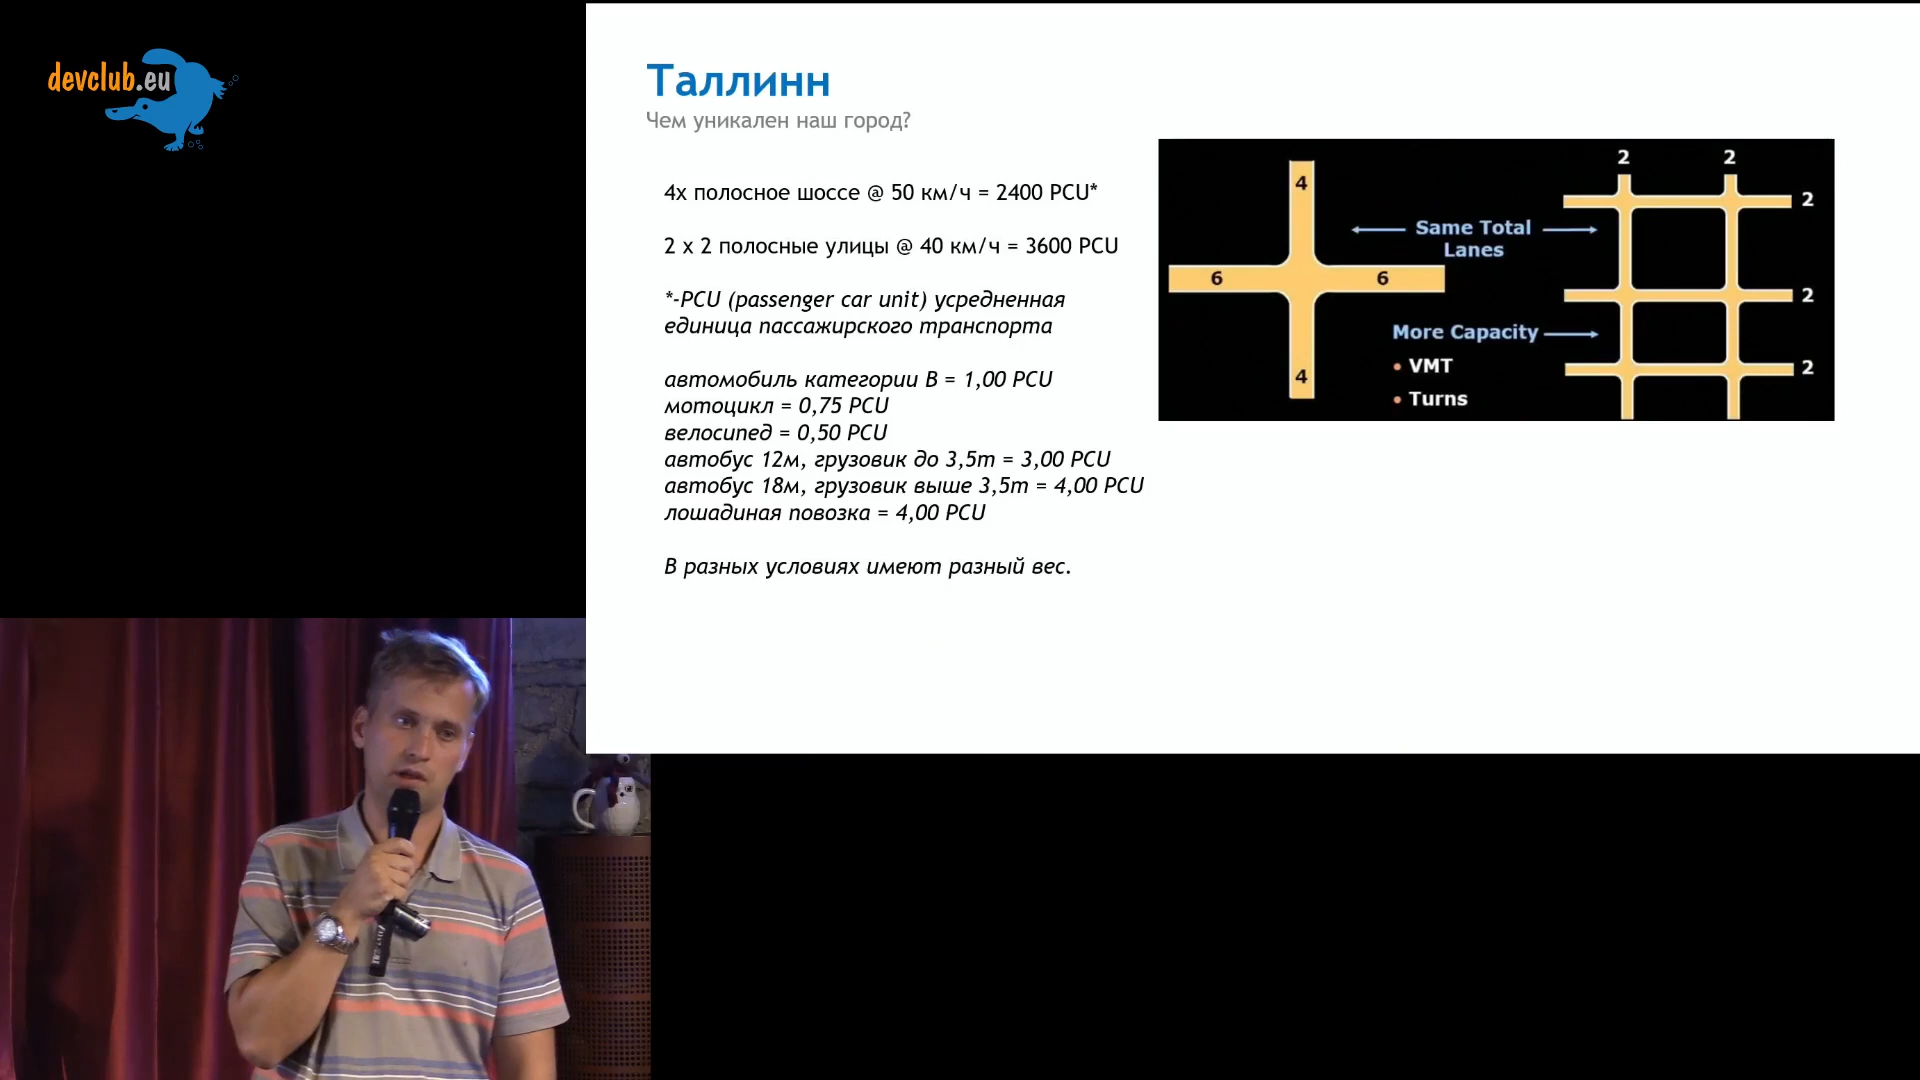 devclub.eu
Таллинн
Чем уникален наш город?
4х полосное шоссе @ 50 км/ч = 2400 PCU*
2 x 2 полосные улицы @ 40 км/ч = 3600 PCU
*-PCU (passenger car unit) усредненная
единица пассажирского транспорта
автомобиль категории В = 1,00 PCU
мотоцикл = 0,75 PCU
велосипед = 0,50 PCU
автобус 12м, грузовик до 3,5т = 3,00 PCU
автобус 18м, грузовик выше 3,5т = 4,00 PCU
лошадиная повозка = 4,00 PCU
В разных условиях имеют разный вес.
4
6
6
4
Same Total
Lanes
More Capacity
• VMT
• Turns
2
2
2
2
2